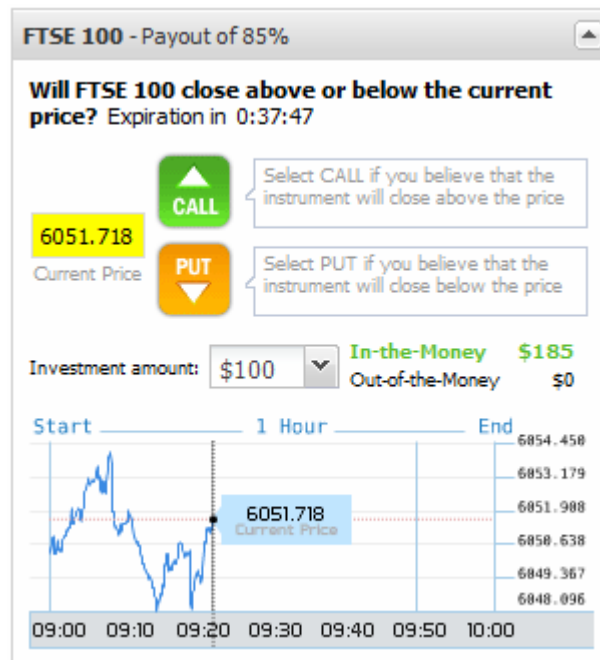 FTSE 100 - Payout of 85%
Will FTSE 100 close above or below the current
price? Expiration in 0:37:47
CALL
Select CALL if you believe that the
instrument will close above the price
6051.718
Current Price
PUT
Select PUT if you believe that the
instrument will close below the price
Investment amount: $100
In-the-Money $185
Out-of-the-Money $0
Start 1 Hour End
6054.450
6053.179
6051.908
6051.718
Current Price
6050.638
6049.367
6048.096
09:00 09:10 09:20 09:30 09:40 09:50 10:00